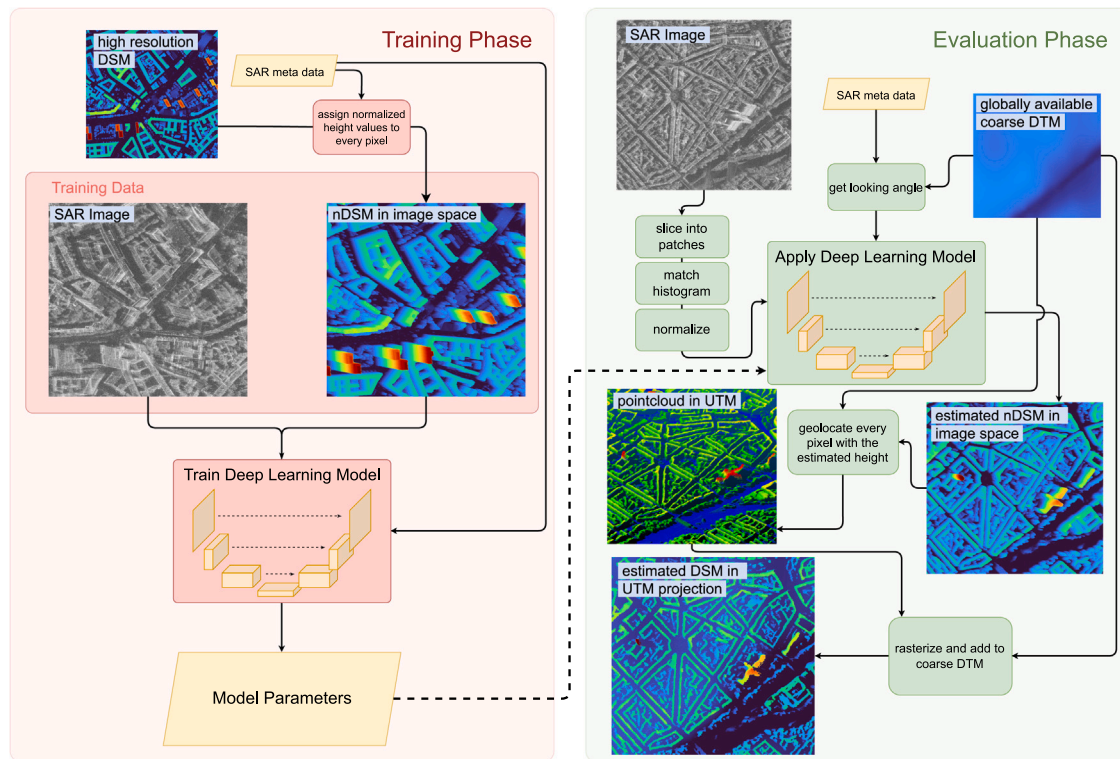 Training Phase
high resolution
DSM
SAR meta data
assign normalized
height values to
every pixel
Training Data
SAR Image
nDSM in image space
Train Deep Learning Model
Model Parameters
Evaluation Phase
SAR Image
SAR meta data
globally available
coarse DTM
get looking angle
slice into
patches
match
histogram
normalize
Apply Deep Learning Model
pointcloud in UTM
geolocate every
pixel with the
estimated height
estimated nDSM in
image space
estimated DSM in
UTM projection
rasterize and add to
coarse DTM